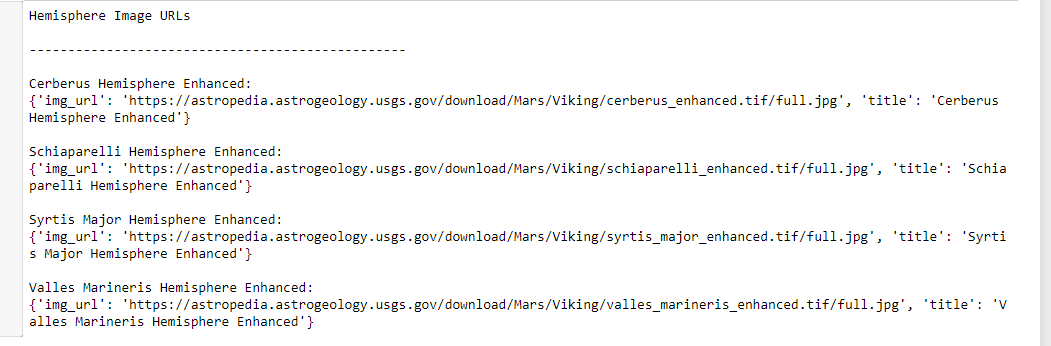 Hemisphere Image URLs
-------------------------------------------------
Cerberus Hemisphere Enhanced:
{'img_url': 'https://astropedia.astrogeology.usgs.gov/download/Mars/Viking/cerberus_enhanced.tif/full.jpg', 'title': 'Cerberus
Hemisphere Enhanced'}
Schiaparelli Hemisphere Enhanced:
{'img_url': 'https://astropedia.astrogeology.usgs.gov/download/Mars/Viking/schiaparelli_enhanced.tif/full.jpg', 'title': 'Schia
parelli Hemisphere Enhanced'}
Syrtis Major Hemisphere Enhanced:
{'img_url': 'https://astropedia.astrogeology.usgs.gov/download/Mars/Viking/syrtis_major_enhanced.tif/full.jpg', 'title': 'Syrti
s Major Hemisphere Enhanced'}
Valles Marineris Hemisphere Enhanced:
{'img_url': 'https://astropedia.astrogeology.usgs.gov/download/Mars/Viking/valles_marineris_enhanced.tif/full.jpg', 'title': 'V
alles Marineris Hemisphere Enhanced'}